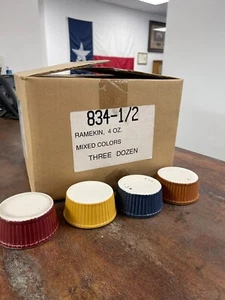 834-1/2
RAMEKIN, 4 OZ.
MIXED COLORS
THREE DOZEN